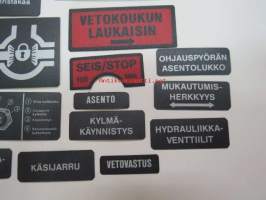 VETOKOUKUN
LAUKAISIN
SEIS/STOP
OHJAUSPYÖRÄN
ASENTOLUKKO
ASENTO
MUKAUTUMIS-
HERKKYYS
KYLMÄ-
KÄYNNISTYS
HYDRAULIIKKA-
VENTTIILIT
KÄSIJARRU
VETOVASTUS